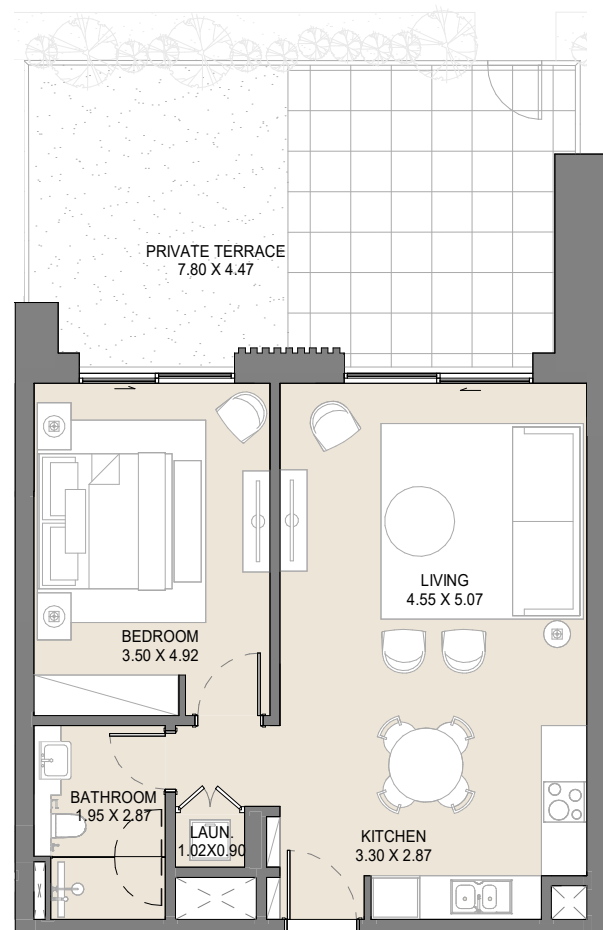 PRIVATE TERRACE
7.80 X 4.47
LIVING
4.55 X 5.07
BEDROOM
3.50 X 4.92
BATHROOM
1.95 X 2.87
LAUN.
1.02X0.90
KITCHEN
3.30 X 2.87